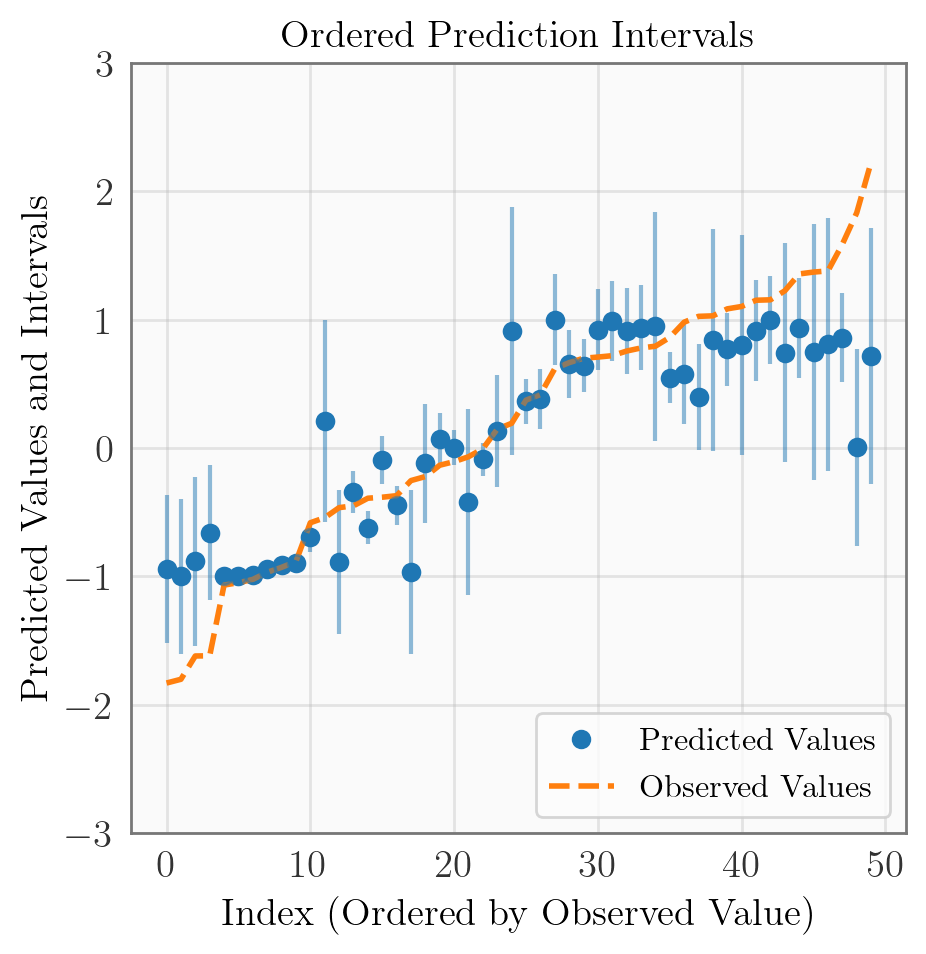 Ordered Prediction Intervals
3
2
1
0
−1
−2
−3
Predicted Values and Intervals
Predicted Values
Observed Values
0 10 20 30 40 50
Index (Ordered by Observed Value)